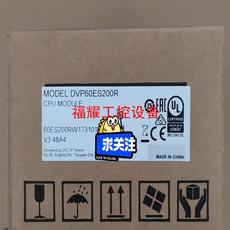 MODEL DVP60ES200R
CPU MODULE
福耀工控设备
60ES200RW17310
V3.48A4
求关注
MADE IN CHINA